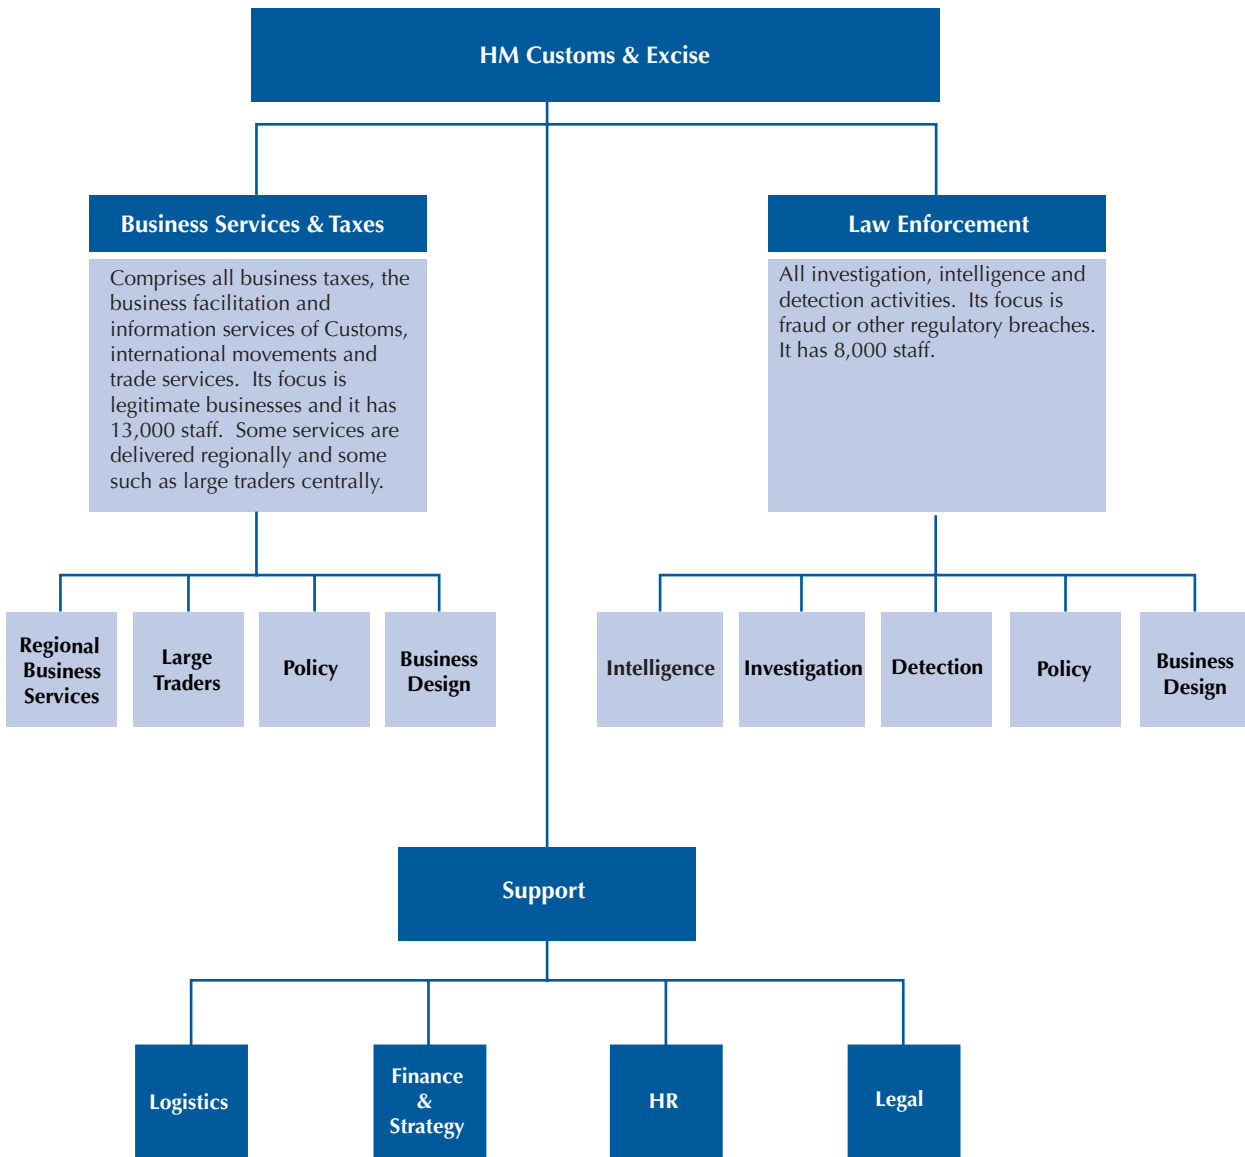 HM Customs & Excise
Business Services & Taxes
Comprises all business taxes, the
business facilitation and
information services of Customs,
international movements and
trade services.  Its focus is
legitimate businesses and it has
13,000 staff.  Some services are
delivered regionally and some
such as large traders centrally.
Law Enforcement
All investigation, intelligence and
detection activities.  Its focus is
fraud or other regulatory breaches.
It has 8,000 staff.
Regional
Business
Services
Large
Traders
Policy
Business
Design
Intelligence
Investigation
Detection
Policy
Business
Design
Support
Logistics
Finance
&
Strategy
HR
Legal